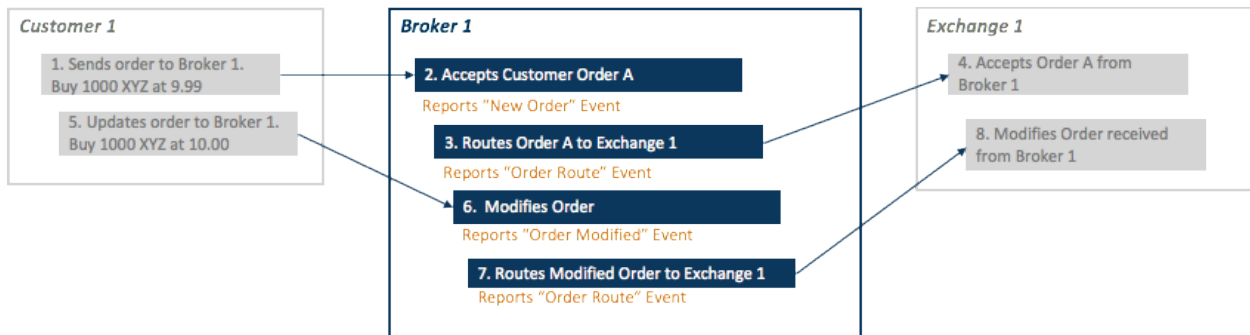 Customer 1
1. Sends order to Broker 1.
Buy 1000 XYZ at 9.99
5. Updates order to Broker 1.
Buy 1000 XYZ at 10.00
Broker 1
2. Accepts Customer Order A
Reports “New Order” Event
3. Routes Order A to Exchange 1
Reports “Order Route” Event
6. Modifies Order
Reports “Order Modified” Event
7. Routes Modified Order to Exchange 1
Reports “Order Route” Event
Exchange 1
4. Accepts Order A from
Broker 1
8. Modifies Order received
from Broker 1